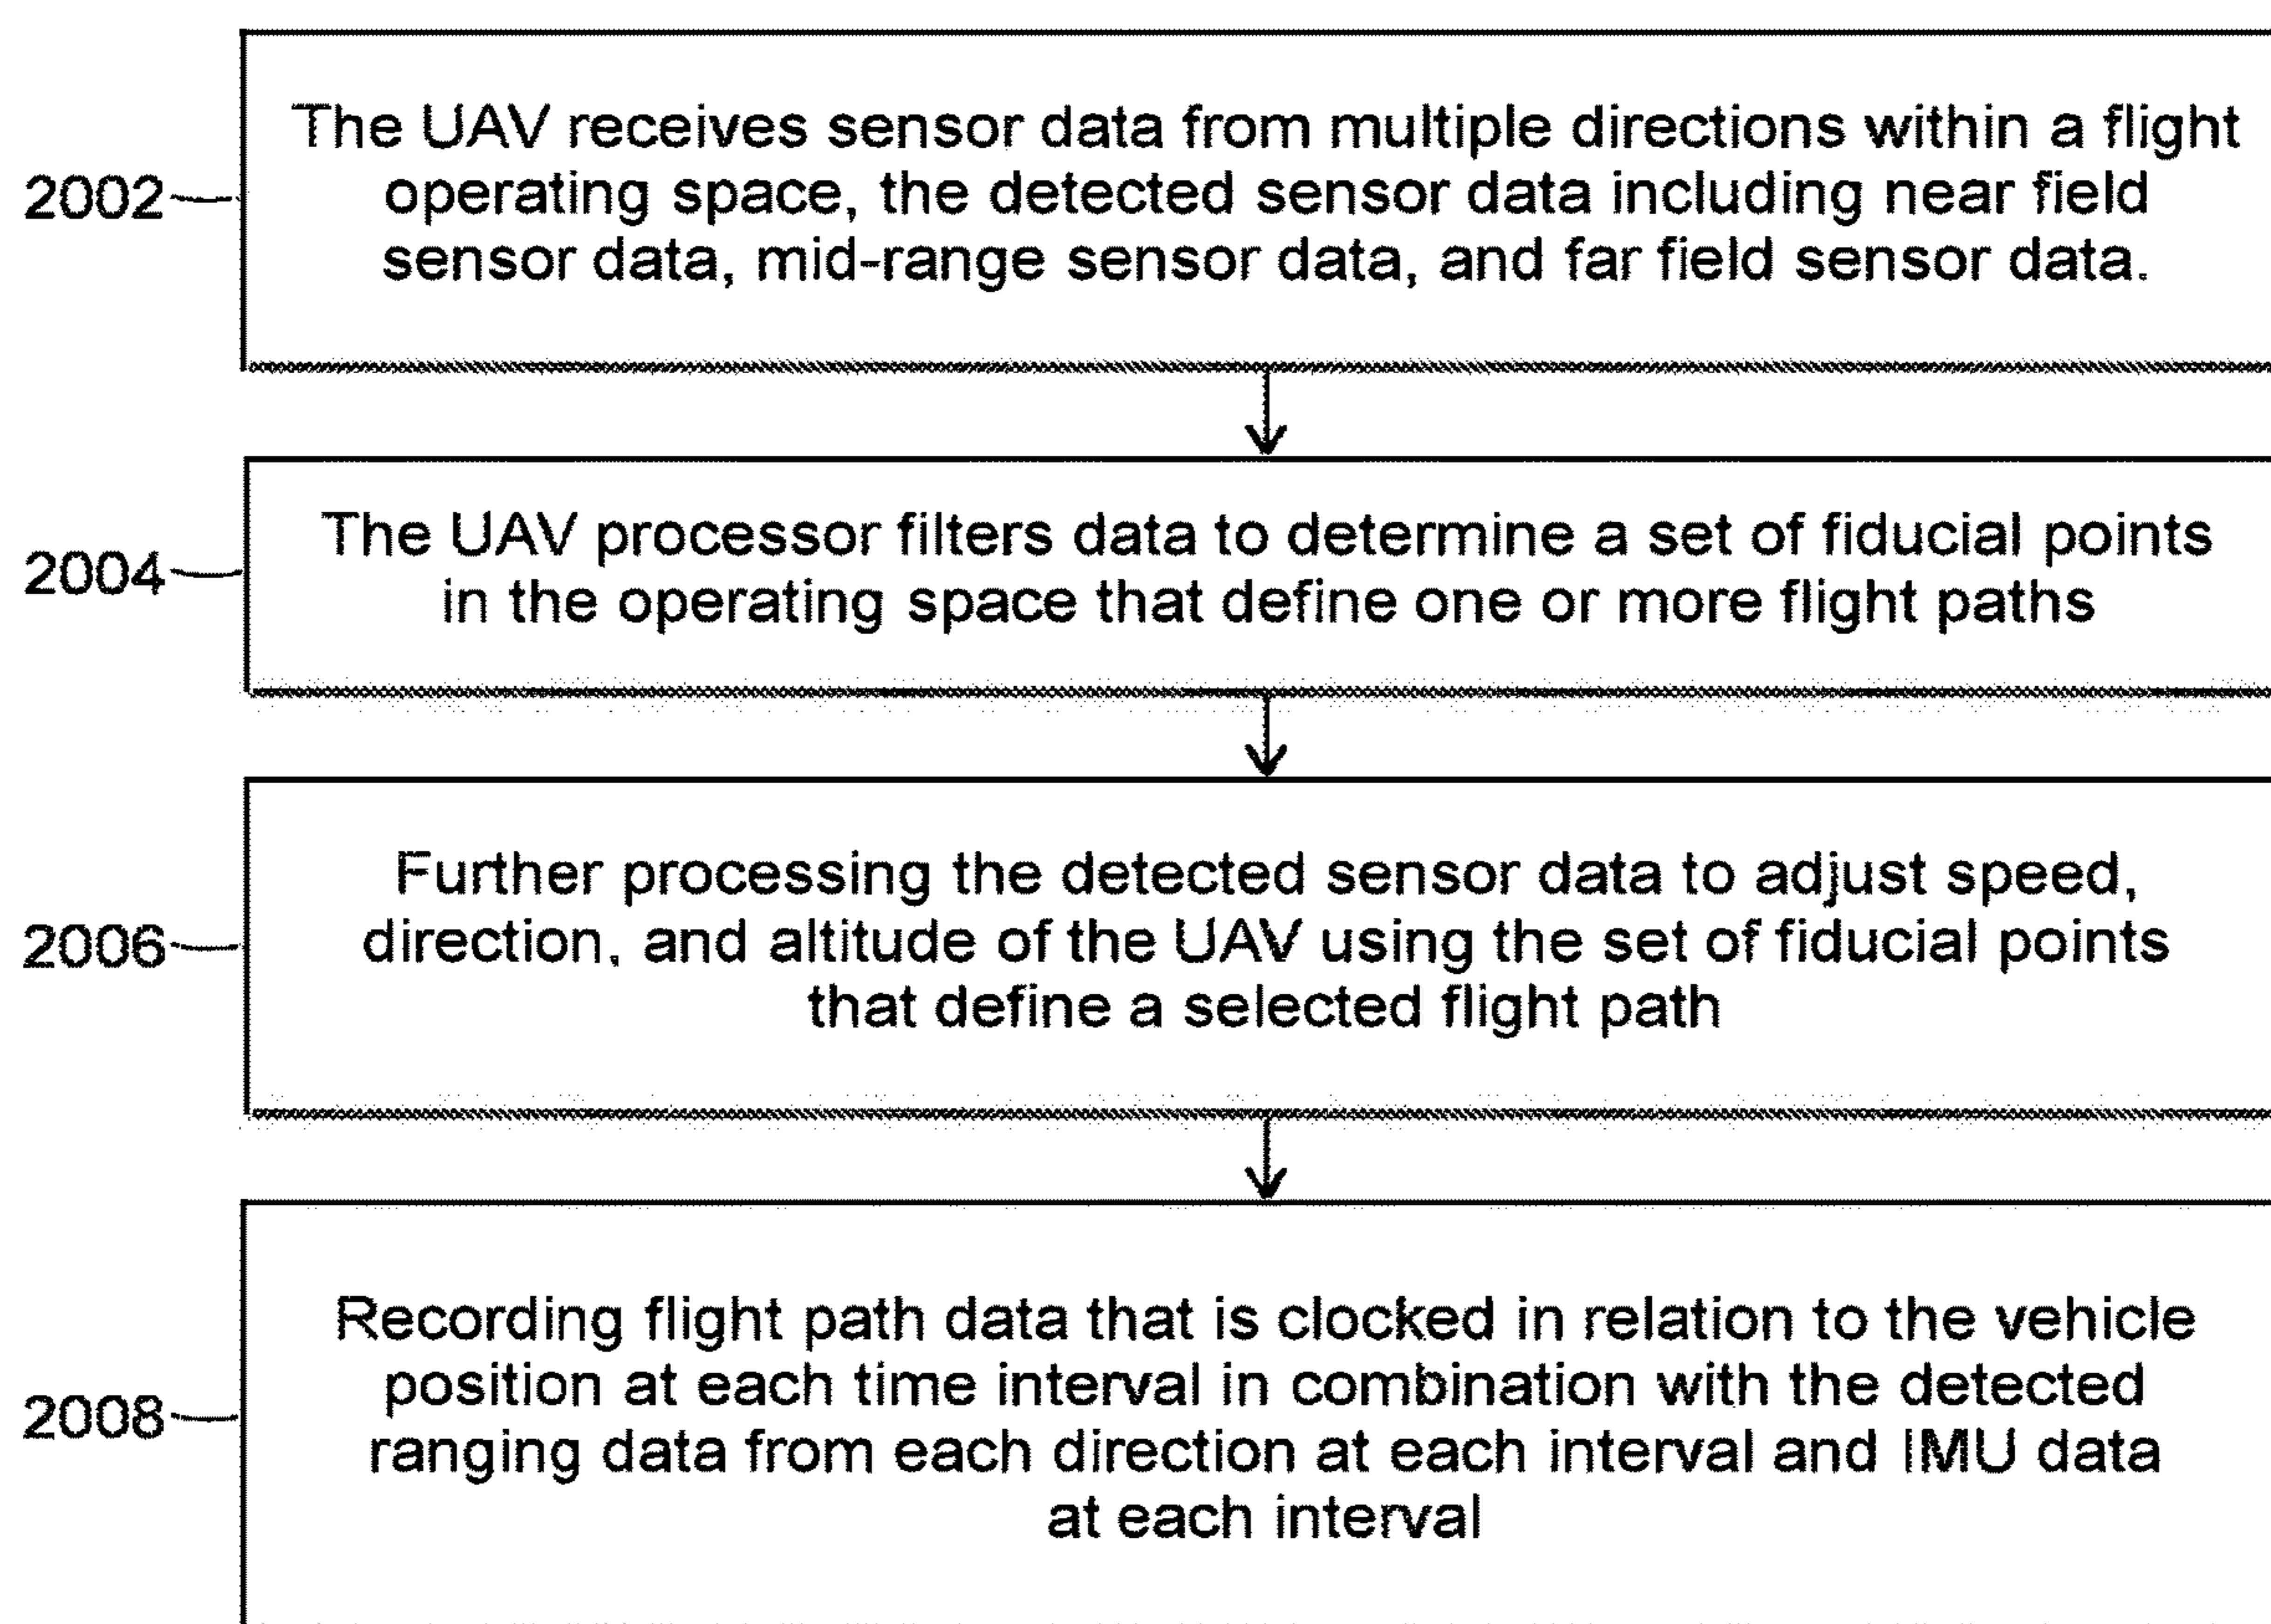 The UAV receives sensor data from multiple directions within a flight
2002
operating space, the detected sensor data including near field
sensor data, mid-range sensor data, and far field sensor data.
The UAV processor filters data to determine a set of fiducial points
2004
in the operating space that define one or more flight paths
Further processing the detected sensor data to adjust speed,
2006
direction, and altitude of the UAV using the set of fiducial points
that define a selected flight path
Recording flight path data that is clocked in relation to the vehicle
position at each time interval in combination with the detected
2008
ranging data from each direction at each interval and IMU data
at each interval